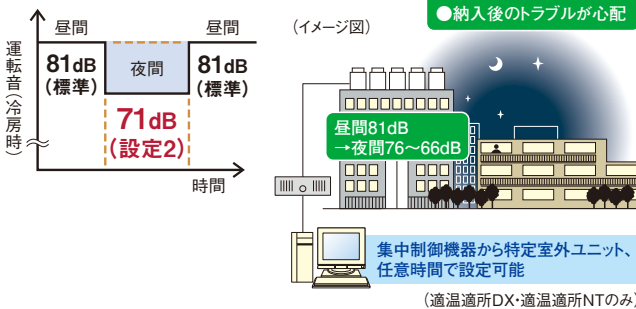 ●納入後のトラブルが心配
(イメージ図)
昼間
昼間
運転音(冷房時)
81dB
(標準)
夜間
81dB
(標準)
71dB
(設定2)
時間
昼間81dB
→夜間76～66dB
集中制御機器から特定室外ユニット、
任意時間で設定可能
(適温適所DX・適温適所NTのみ)